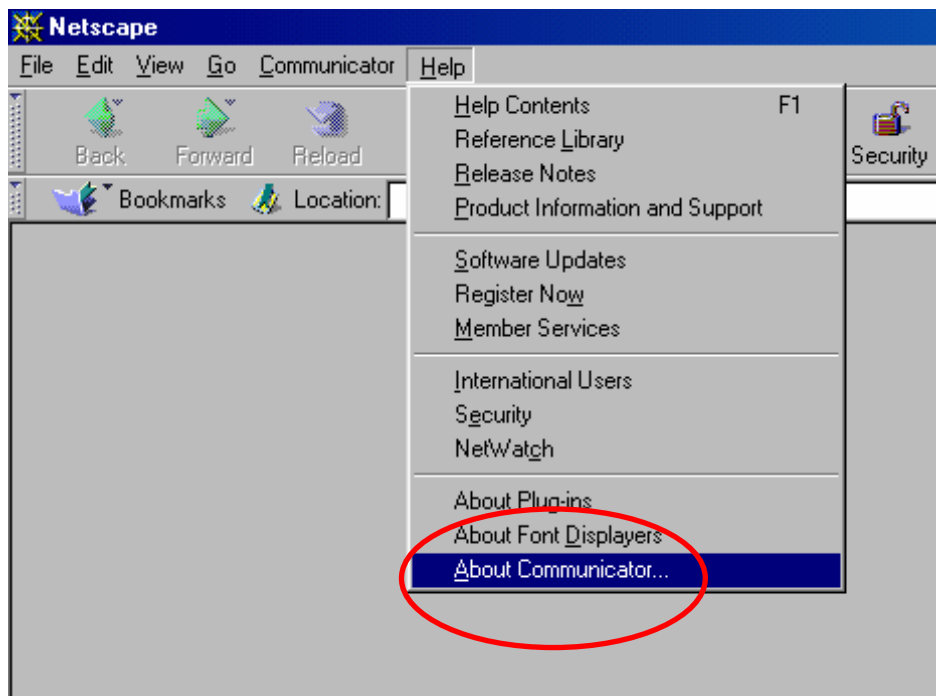 Netscape
File Edit View Go Communicator Help
Back Forward Reload Security
Bookmarks Location:
Help Contents F1
Reference Library
Release Notes
Product Information and Support
Software Updates
Register Now
Member Services
International Users
Security
NetWatch
About Plug-ins
About Font Displayers
About Communicator...